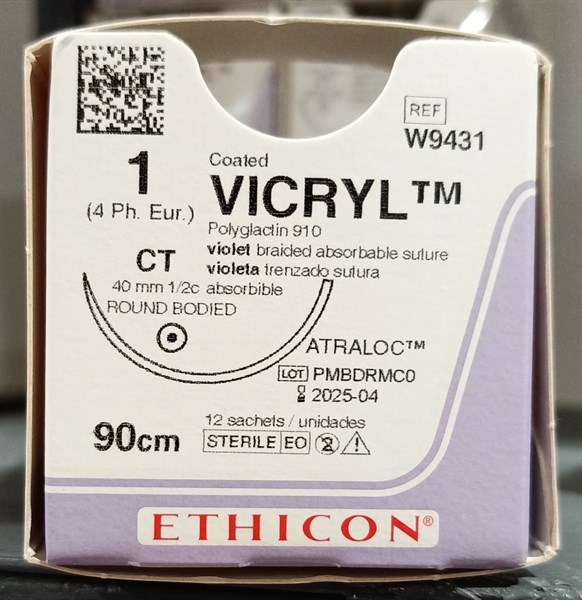 REF
W9431
1
(4 Ph. Eur.)
Coated
VICRYL™
Polyglactin 910
violet braided absorbable suture
violeta trenzado sutura
absorbible
CT
40 mm 1/2c
ROUND BODIED
ATRALOC™
LOT PMBDRMC0
2025-04
90cm
12 sachets / unidades
STERILE EO 2
ETHICON®